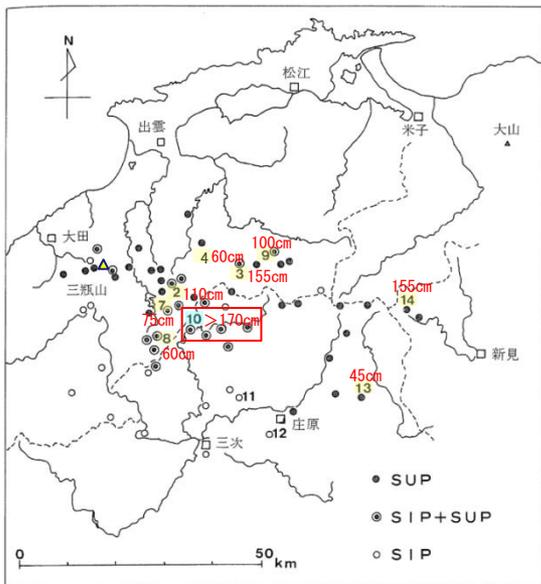 N
松江
出雲
米子
大山
大田
100cm
9
4 60cm
3
155cm
三瓶山
2
110cm
155cm
14
7
75cm
10 >170cm
8
60cm
新見
45cm
13
11
庄原
12
三次
SUP
SIP+SUP
SIP
0 50
km